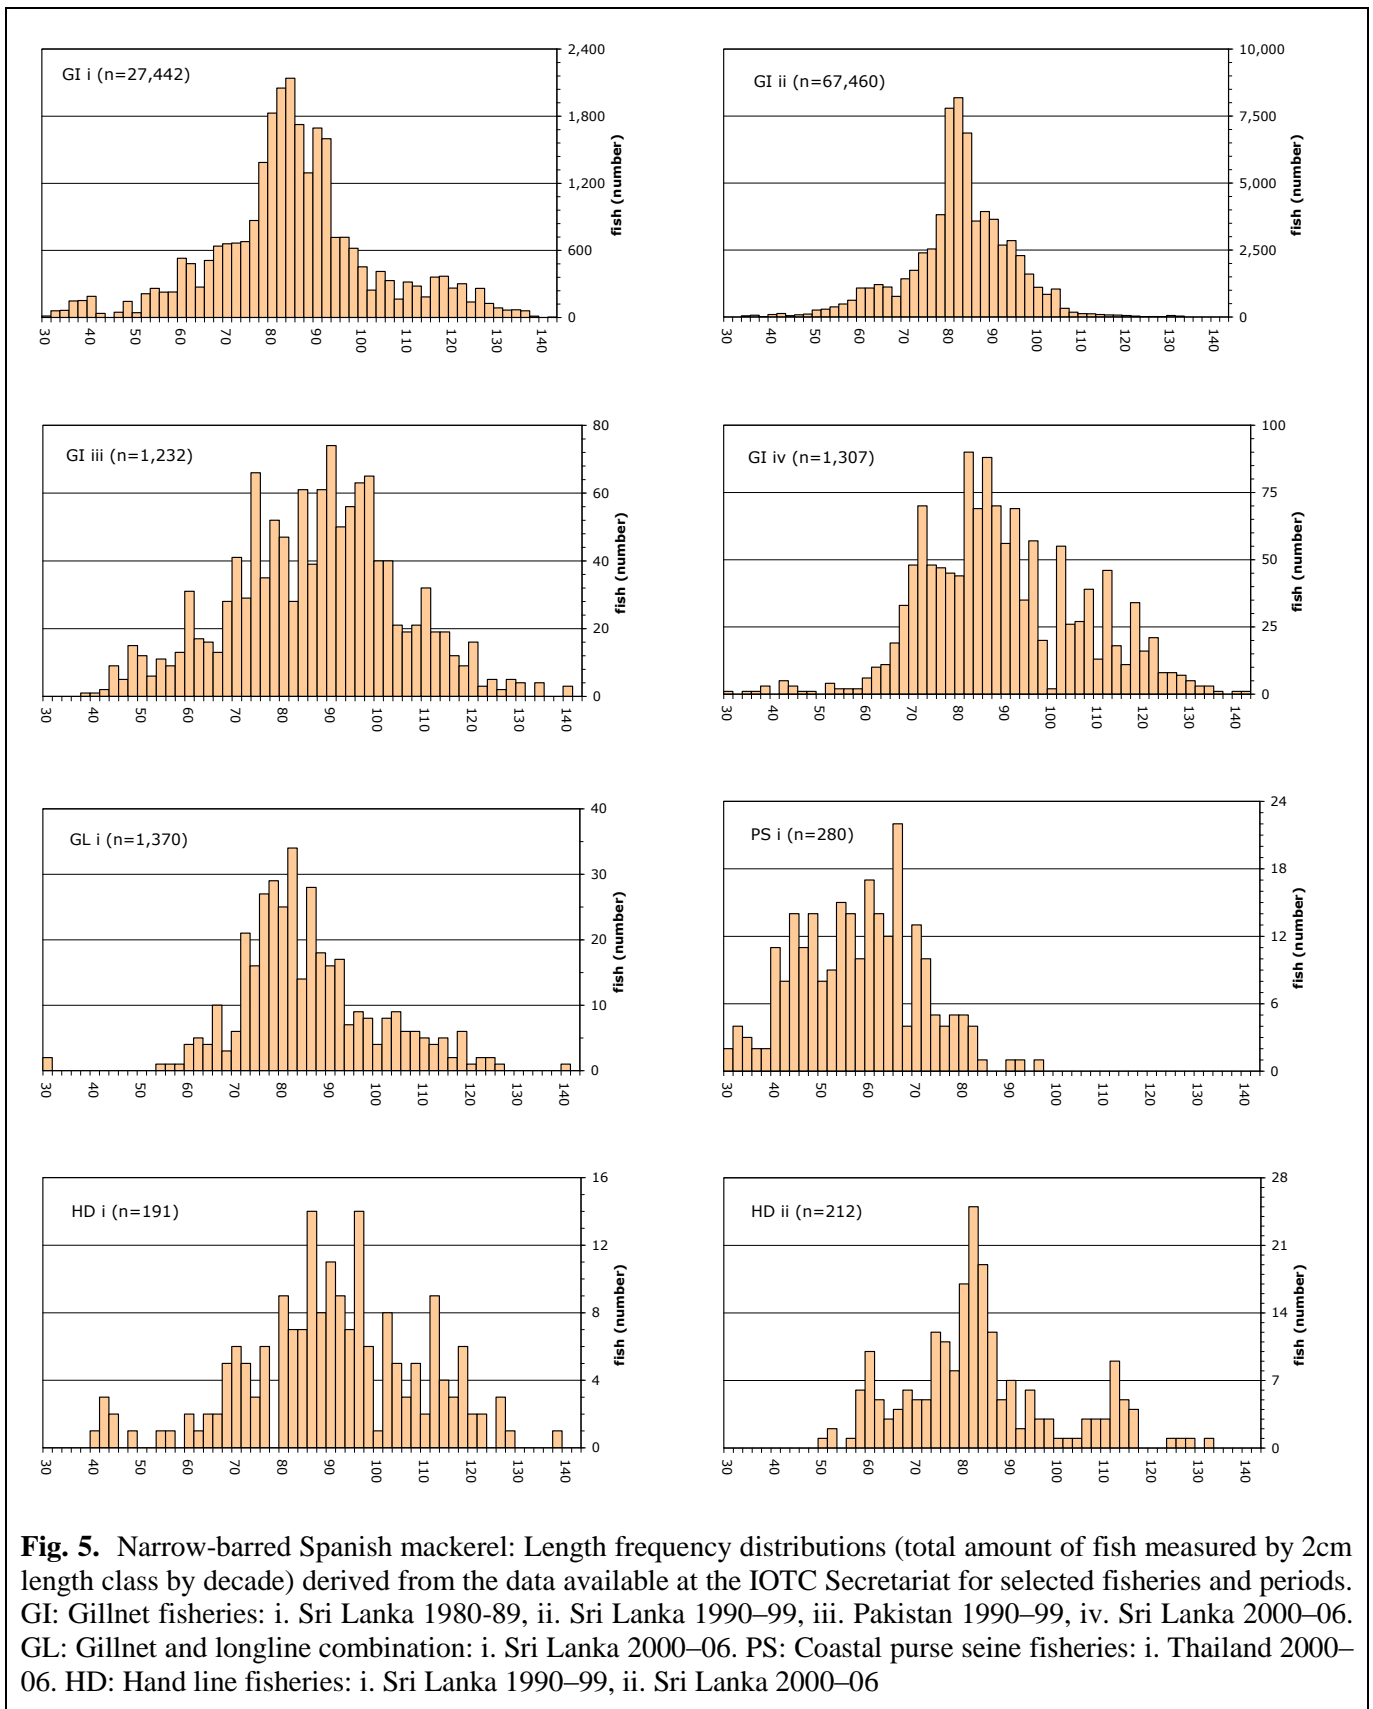 GI i (n=27,442)
2,400
1,800
1,200
600
0
fish (number)
30 40 50 60 70 80 90 100 110 120 130 140
GI ii (n=67,460)
10,000
7,500
5,000
2,500
0
fish (number)
30 40 50 60 70 80 90 100 110 120 130 140
GI iii (n=1,232)
80
60
40
20
0
fish (number)
30 40 50 60 70 80 90 100 110 120 130 140
GI iv (n=1,307)
100
75
50
25
0
fish (number)
30 40 50 60 70 80 90 100 110 120 130 140
GL i (n=1,370)
40
30
20
10
0
fish (number)
30 40 50 60 70 80 90 100 110 120 130 140
PS i (n=280)
24
18
12
6
0
fish (number)
30 40 50 60 70 80 90 100 110 120 130 140
HD i (n=191)
16
12
8
4
0
fish (number)
30 40 50 60 70 80 90 100 110 120 130 140
HD ii (n=212)
28
21
14
7
0
fish (number)
30 40 50 60 70 80 90 100 110 120 130 140
Fig. 5. Narrow-barred Spanish mackerel: Length frequency distributions (total amount of fish measured by 2cm
length class by decade) derived from the data available at the IOTC Secretariat for selected fisheries and periods.
GI: Gillnet fisheries: i. Sri Lanka 1980-89, ii. Sri Lanka 1990–99, iii. Pakistan 1990–99, iv. Sri Lanka 2000–06.
GL: Gillnet and longline combination: i. Sri Lanka 2000–06. PS: Coastal purse seine fisheries: i. Thailand 2000–
06. HD: Hand line fisheries: i. Sri Lanka 1990–99, ii. Sri Lanka 2000–06